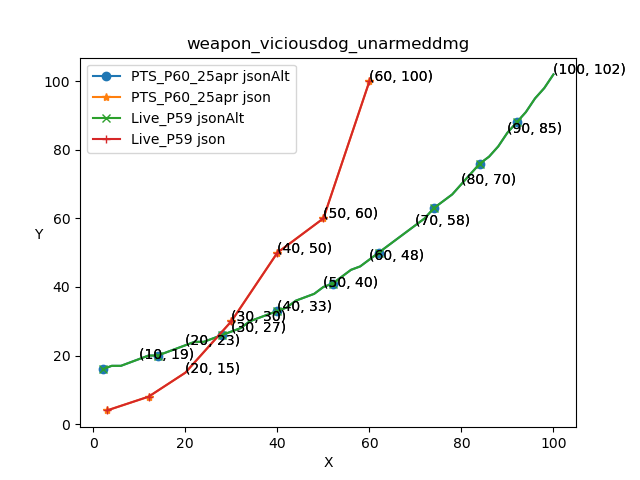 weapon_viciousdog_unarmeddmg
PTS_P60_25apr jsonAlt
PTS_P60_25apr json
Live_P59 jsonAlt
Live_P59 json
(60, 100)
(100, 102)
(90, 85)
(80, 70)
(50, 60)
(70, 58)
(40, 50)
(60, 48)
(50, 40)
(40, 33)
(30, 30)
(30, 27)
(20, 23)
(10, 19)
(20, 15)
Y
100
80
60
40
20
0
0 20 40 60 80 100
X